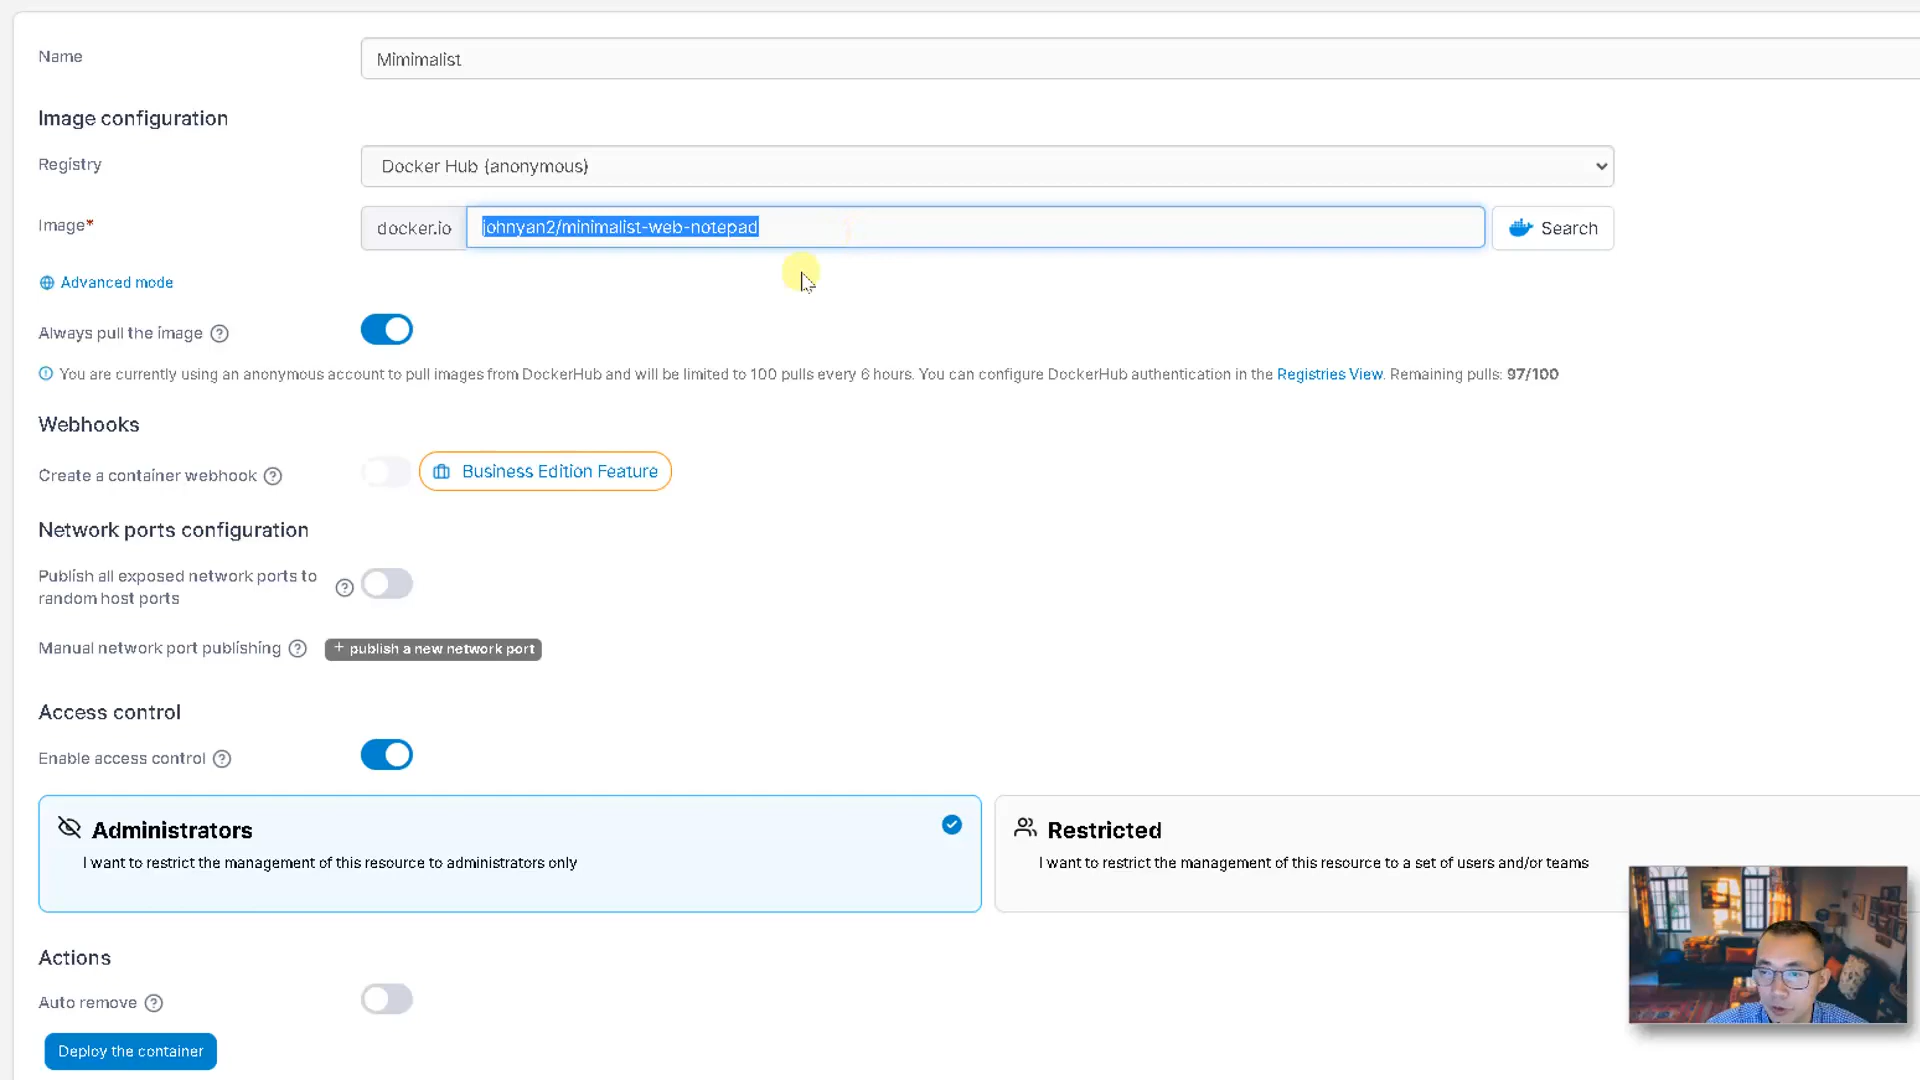 Name
Mimimalist
Image configuration
Registry
Docker Hub (anonymous)
Image*
docker.io
johnyan2/minimalist-web-notepad
Search
Advanced mode
Always pull the image
You are currently using an anonymous account to pull images from DockerHub and will be limited to 100 pulls every 6 hours. You can configure DockerHub authentication in the Registries View. Remaining pulls: 97/100
Webhooks
Create a container webhook
Business Edition Feature
Network ports configuration
Publish all exposed network ports to
random host ports
Manual network port publishing
+ publish a new network port
Access control
Enable access control
Administrators
I want to restrict the management of this resource to administrators only
Restricted
I want to restrict the management of this resource to a set of users and/or teams
Actions
Auto remove
Deploy the container